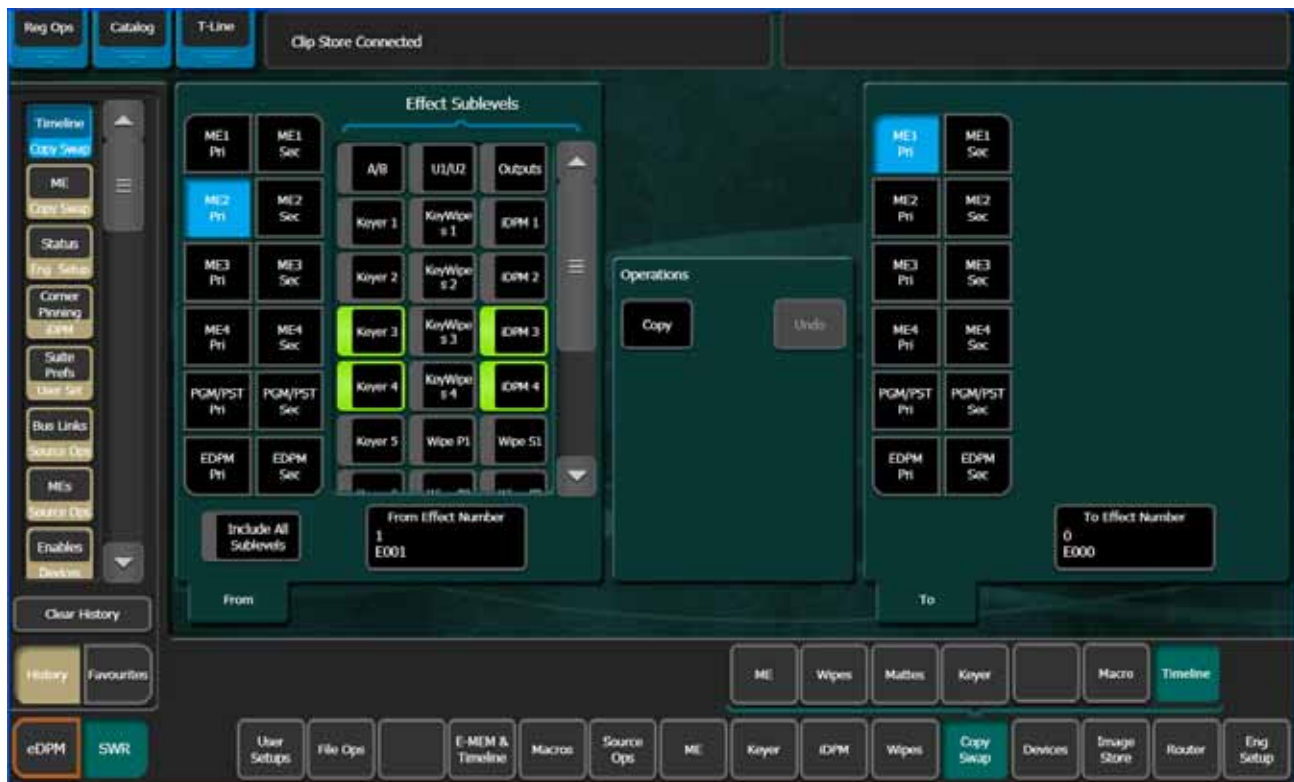 Reg Ops
Catalog
T-Line
Clip Store Connected
Timeline
Copy Swap
ME
Copy Swap
Status
Eng Setup
Corner
Pinning
iDPM
Suite
Prefs
User Set
Bus Links
Source Ops
MEs
Source Ops
Enables
Devices
Clear History
History
Favourites
eDPM
SWR
ME1
Pri
ME1
Sec
ME2
Pri
ME2
Sec
ME3
Pri
ME3
Sec
ME4
Pri
ME4
Sec
PGM/PST
Pri
PGM/PST
Sec
EDPM
Pri
EDPM
Sec
Include All
Sublevels
Effect Sublevels
A/B
U1/U2
Outputs
Keyer 1
KeyWipe
s 1
iDPM 1
Keyer 2
KeyWipe
s 2
iDPM 2
Keyer 3
KeyWipe
s 3
iDPM 3
Keyer 4
KeyWipe
s 4
iDPM 4
Keyer 5
Wipe P1
Wipe S1
From Effect Number
1
E001
From
Operations
Copy
Undo
ME1
Pri
ME1
Sec
ME2
Pri
ME2
Sec
ME3
Pri
ME3
Sec
ME4
Pri
ME4
Sec
PGM/PST
Pri
PGM/PST
Sec
EDPM
Pri
EDPM
Sec
To Effect Number
0
E000
To
ME
Wipes
Mattes
Keyer
Macro
Timeline
User
Setups
File Ops
E-MEM &
Timeline
Macros
Source
Ops
ME
Keyer
iDPM
Wipes
Copy
Swap
Devices
Image
Store
Router
Eng
Setup